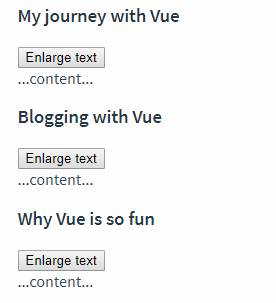 My journey with Vue
Enlarge text
...content...
Blogging with Vue
Enlarge text
...content...
Why Vue is so fun
Enlarge text
...content...